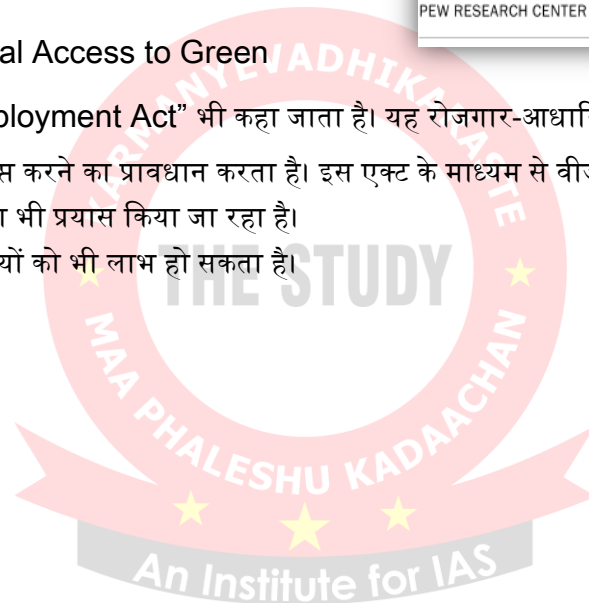 PEW RESEARCH CENTER
al Access to Green
ployment Act” भी कहा जाता है। यह रोजगार-आधारि
करने का प्रावधान करता है। इस एक्ट के माध्यम से वीज
भी प्रयास किया जा रहा है।
यों को भी लाभ हो सकता है।
KARMANYEVADHIKARASTE
THE STUDY
MAA PHALESHU KADAACHAN
An Institute for IAS